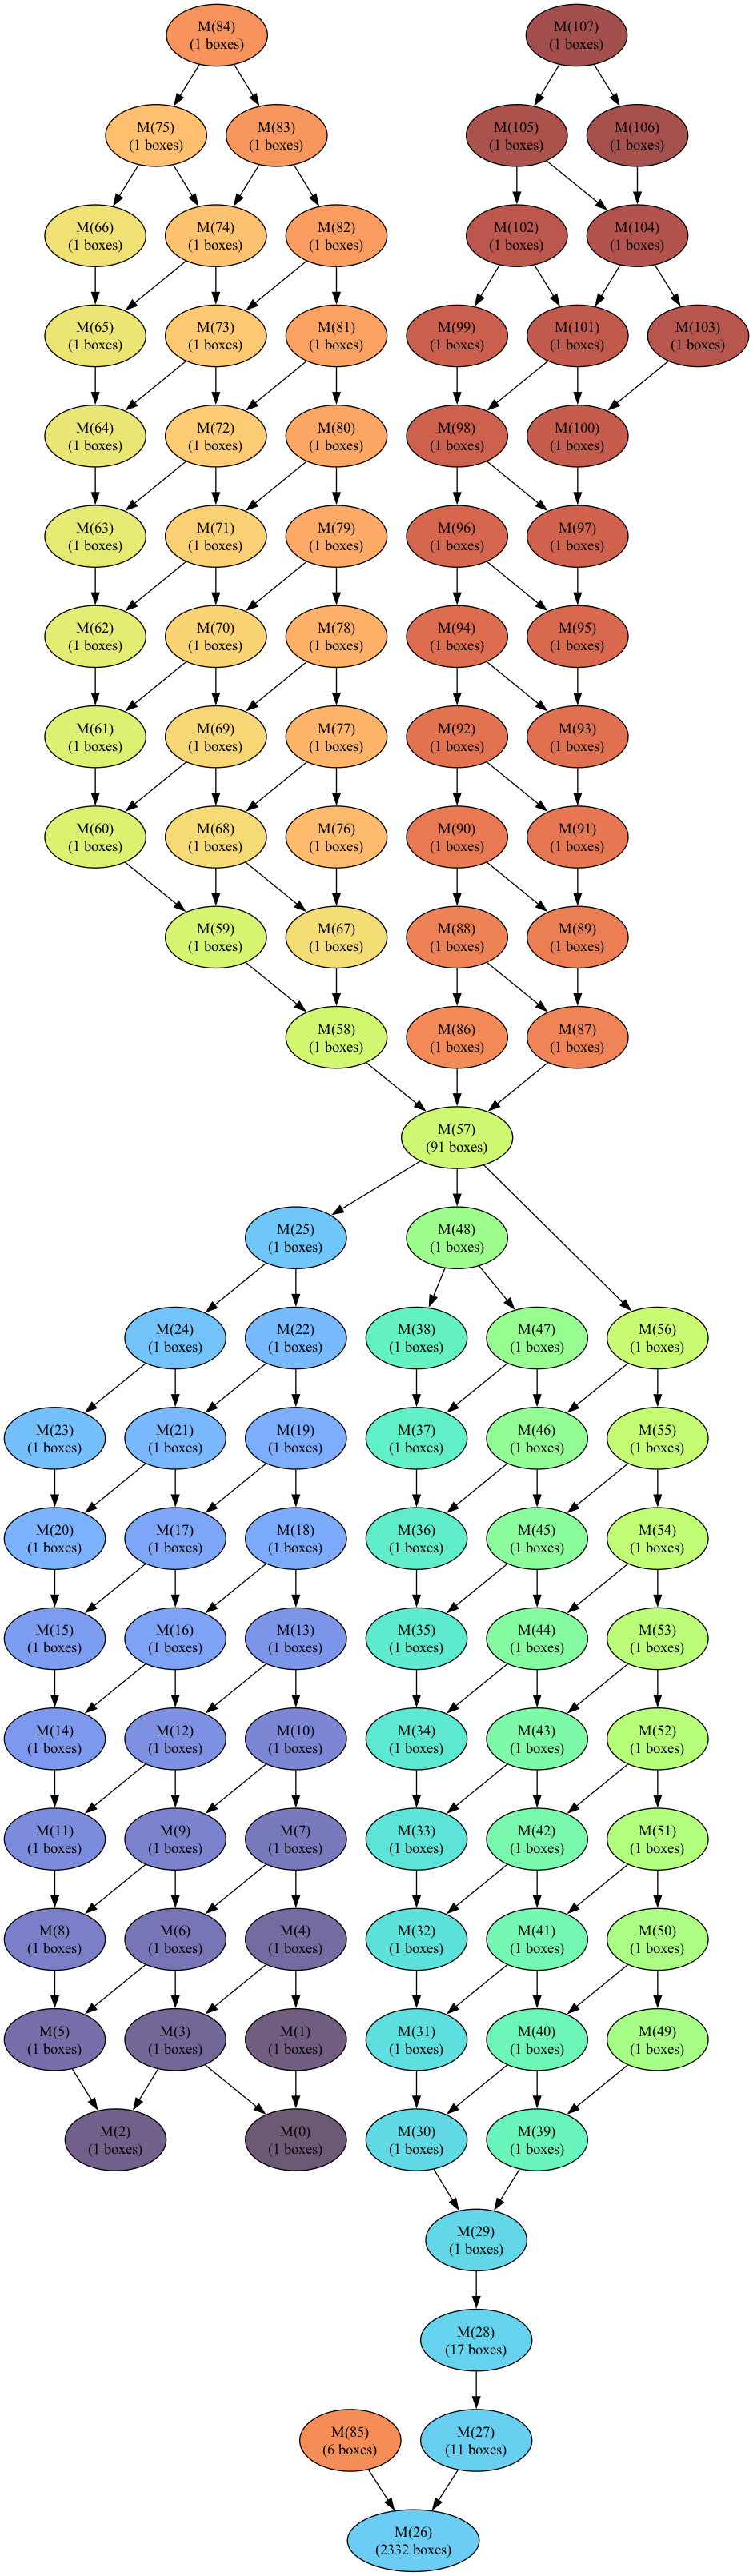 M(84)
(1 boxes)
M(107)
(1 boxes)
M(75)
(1 boxes)
M(83)
(1 boxes)
M(105)
(1 boxes)
M(106)
(1 boxes)
M(66)
(1 boxes)
M(74)
(1 boxes)
M(82)
(1 boxes)
M(102)
(1 boxes)
M(104)
(1 boxes)
M(65)
(1 boxes)
M(73)
(1 boxes)
M(81)
(1 boxes)
M(99)
(1 boxes)
M(101)
(1 boxes)
M(103)
(1 boxes)
M(64)
(1 boxes)
M(72)
(1 boxes)
M(80)
(1 boxes)
M(98)
(1 boxes)
M(100)
(1 boxes)
M(63)
(1 boxes)
M(71)
(1 boxes)
M(79)
(1 boxes)
M(96)
(1 boxes)
M(97)
(1 boxes)
M(62)
(1 boxes)
M(70)
(1 boxes)
M(78)
(1 boxes)
M(94)
(1 boxes)
M(95)
(1 boxes)
M(61)
(1 boxes)
M(69)
(1 boxes)
M(77)
(1 boxes)
M(92)
(1 boxes)
M(93)
(1 boxes)
M(60)
(1 boxes)
M(68)
(1 boxes)
M(76)
(1 boxes)
M(90)
(1 boxes)
M(91)
(1 boxes)
M(59)
(1 boxes)
M(67)
(1 boxes)
M(88)
(1 boxes)
M(89)
(1 boxes)
M(58)
(1 boxes)
M(86)
(1 boxes)
M(87)
(1 boxes)
M(57)
(91 boxes)
M(25)
(1 boxes)
M(48)
(1 boxes)
M(24)
(1 boxes)
M(22)
(1 boxes)
M(38)
(1 boxes)
M(47)
(1 boxes)
M(56)
(1 boxes)
M(23)
(1 boxes)
M(21)
(1 boxes)
M(19)
(1 boxes)
M(37)
(1 boxes)
M(46)
(1 boxes)
M(55)
(1 boxes)
M(20)
(1 boxes)
M(17)
(1 boxes)
M(18)
(1 boxes)
M(36)
(1 boxes)
M(45)
(1 boxes)
M(54)
(1 boxes)
M(15)
(1 boxes)
M(16)
(1 boxes)
M(13)
(1 boxes)
M(35)
(1 boxes)
M(44)
(1 boxes)
M(53)
(1 boxes)
M(14)
(1 boxes)
M(12)
(1 boxes)
M(10)
(1 boxes)
M(34)
(1 boxes)
M(43)
(1 boxes)
M(52)
(1 boxes)
M(11)
(1 boxes)
M(9)
(1 boxes)
M(7)
(1 boxes)
M(33)
(1 boxes)
M(42)
(1 boxes)
M(51)
(1 boxes)
M(8)
(1 boxes)
M(6)
(1 boxes)
M(4)
(1 boxes)
M(32)
(1 boxes)
M(41)
(1 boxes)
M(50)
(1 boxes)
M(5)
(1 boxes)
M(3)
(1 boxes)
M(1)
(1 boxes)
M(31)
(1 boxes)
M(40)
(1 boxes)
M(49)
(1 boxes)
M(2)
(1 boxes)
M(0)
(1 boxes)
M(30)
(1 boxes)
M(39)
(1 boxes)
M(29)
(1 boxes)
M(28)
(17 boxes)
M(85)
(6 boxes)
M(27)
(11 boxes)
M(26)
(2332 boxes)